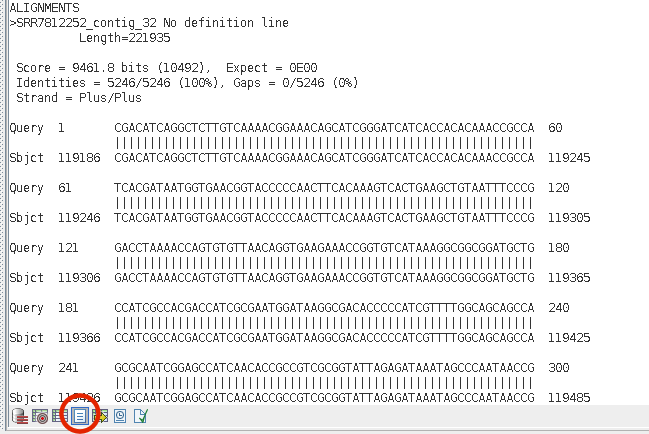 ALIGNMENTS
>SRR7812252_contig_32 No definition line
Length=221935
Score = 9461.8 bits (10492), Expect = 0E00
Identities = 5246/5246 (100%), Gaps = 0/5246 (0%)
Strand = Plus/Plus
Query 1 CGACATCAGGCTCTTGTCAAAACGGAAACAGCATCGGGATCATCACCACACAAACCGCCA 60
||||||||||||||||||||||||||||||||||||||||||||||||||||||||||||
Sbjct 119186 CGACATCAGGCTCTTGTCAAAACGGAAACAGCATCGGGATCATCACCACACAAACCGCCA 119245
Query 61 TCACGATAATGGTGAACGGTACCCCCAACTTCACAAAGTCACTGAAGCTGTAATTTCCCG 120
||||||||||||||||||||||||||||||||||||||||||||||||||||||||||||
Sbjct 119246 TCACGATAATGGTGAACGGTACCCCCAACTTCACAAAGTCACTGAAGCTGTAATTTCCCG 119305
Query 121 GACCTAAAACCAGTGTGTTAACAGGTGAAGAAACCGGTGTCATAAAGGCGGCGGATGCTG 180
||||||||||||||||||||||||||||||||||||||||||||||||||||||||||||
Sbjct 119306 GACCTAAAACCAGTGTGTTAACAGGTGAAGAAACCGGTGTCATAAAGGCGGCGGATGCTG 119365
Query 181 CCATCGCCACGACCATCGCGAATGGATAAGGCGACACCCCCATCGTTTTGGCAGCAGCCA 240
||||||||||||||||||||||||||||||||||||||||||||||||||||||||||||
Sbjct 119366 CCATCGCCACGACCATCGCGAATGGATAAGGCGACACCCCCATCGTTTTGGCAGCAGCCA 119425
Query 241 GCGCAATCGGAGCCATCAACACCGCCGTCGCGGTATTAGAGATAAATAGCCCAATAACCG 300
||||||||||||||||||||||||||||||||||||||||||||||||||||||||||||
Sbjct 119426 GCGCAATCGGAGCCATCAACACCGCCGTCGCGGTATTAGAGATAAATAGCCCAATAACCG 119485